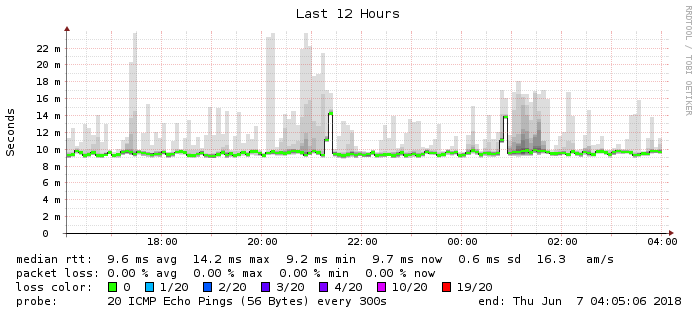 Last 12 Hours
RRDTOOL / TOBI OETIKER
Seconds
22 m
20 m
18 m
16 m
14 m
12 m
10 m
8 m
6 m
4 m
2 m
0
18:00 20:00 22:00 00:00 02:00 04:00
median rtt: 9.6 ms avg 14.2 ms max 9.2 ms min 9.7 ms now 0.6 ms sd 16.3 am/s
packet loss: 0.00 % avg 0.00 % max 0.00 % min 0.00 % now
loss color: 0 1/20 2/20 3/20 4/20 10/20 19/20
probe: 20 ICMP Echo Pings (56 Bytes) every 300s end: Thu Jun 7 04:05:06 2018